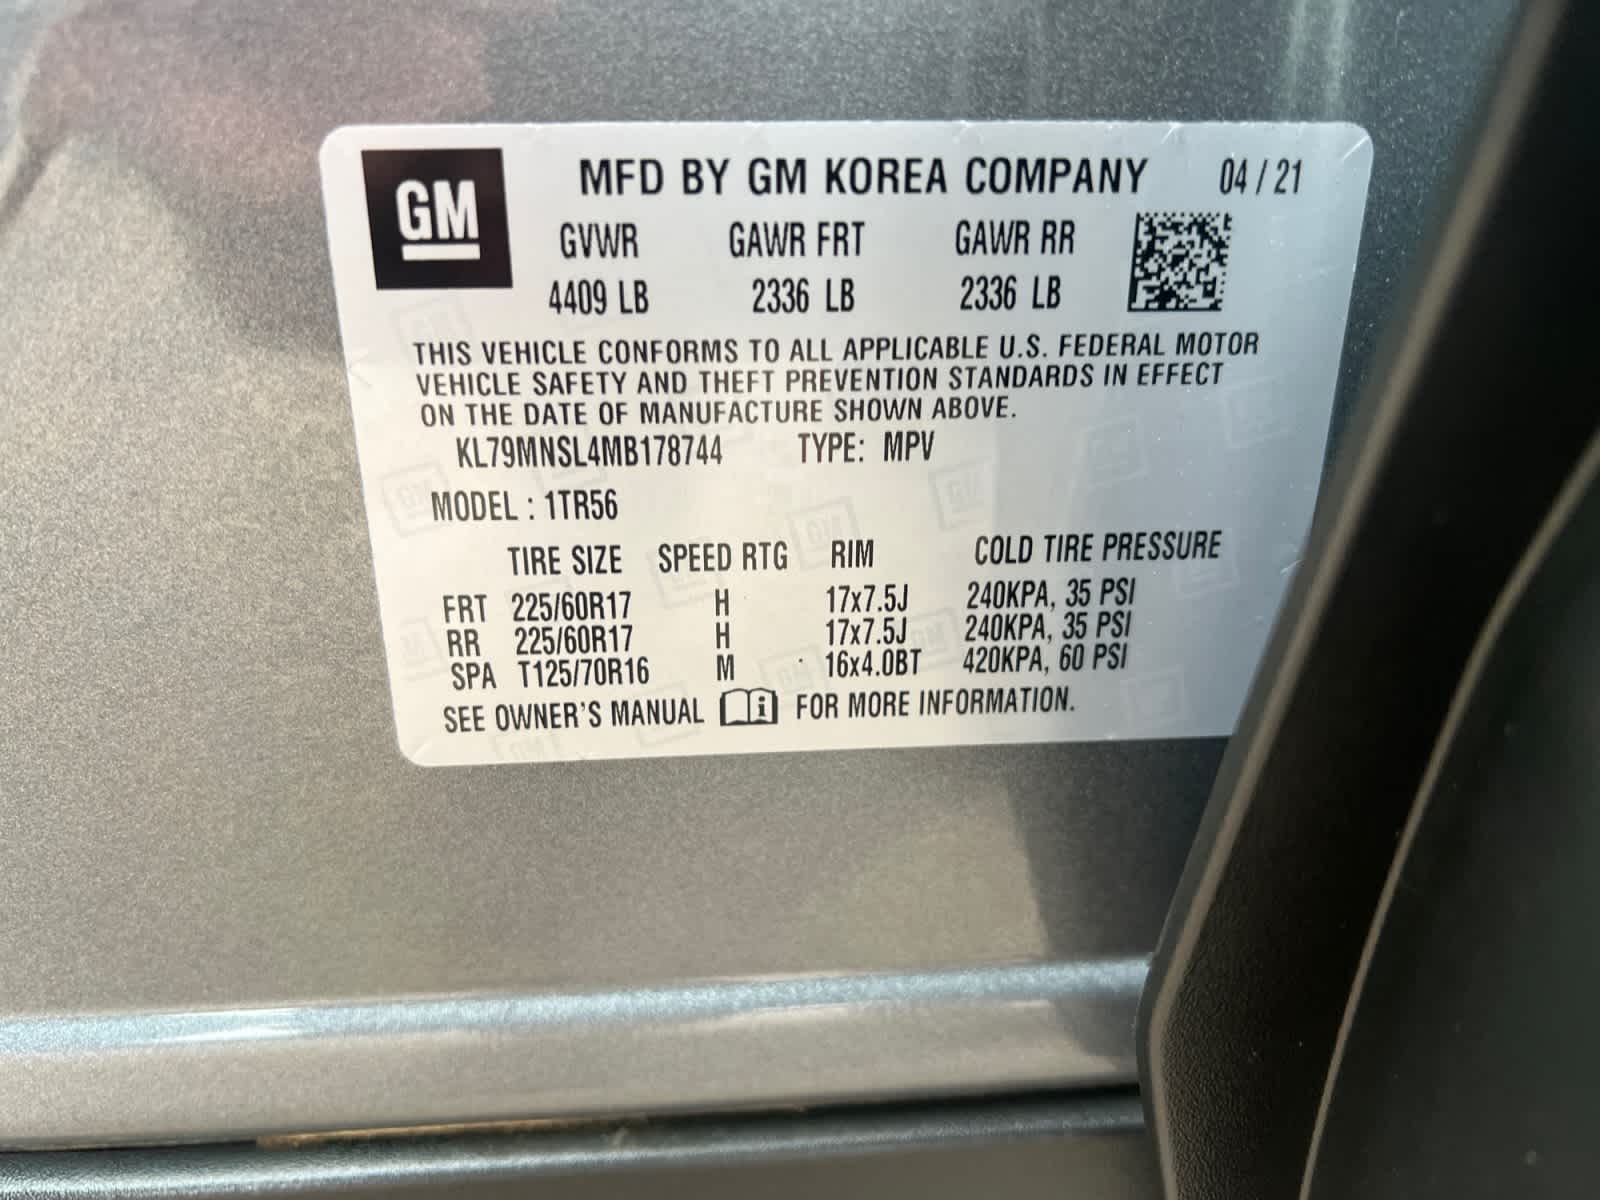 GM MFD BY GM KOREA COMPANY 04 / 21
GVWR GAWR FRT GAWR RR
4409 LB 2336 LB 2336 LB
THIS VEHICLE CONFORMS TO ALL APPLICABLE U.S. FEDERAL MOTOR
VEHICLE SAFETY AND THEFT PREVENTION STANDARDS IN EFFECT
ON THE DATE OF MANUFACTURE SHOWN ABOVE.
KL79MNSL4MB178744 TYPE: MPV
MODEL : 1TR56
TIRE SIZE SPEED RTG RIM COLD TIRE PRESSURE
FRT 225/60R17 H 17x7.5J 240KPA, 35 PSI
RR 225/60R17 H 17x7.5J 240KPA, 35 PSI
SPA T125/70R16 M 16x4.0BT 420KPA, 60 PSI
SEE OWNER'S MANUAL FOR MORE INFORMATION.